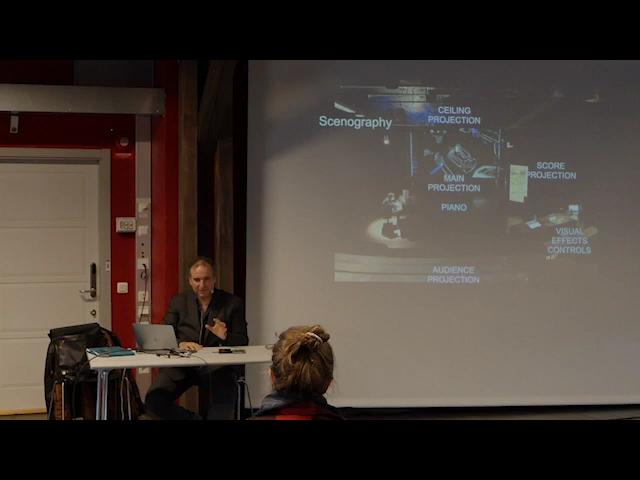 Scenography
CEILING
PROJECTION
MAIN
PROJECTION
SCORE
PROJECTION
PIANO
VISUAL
EFFECTS
CONTROLS
AUDIENCE
PROJECTION